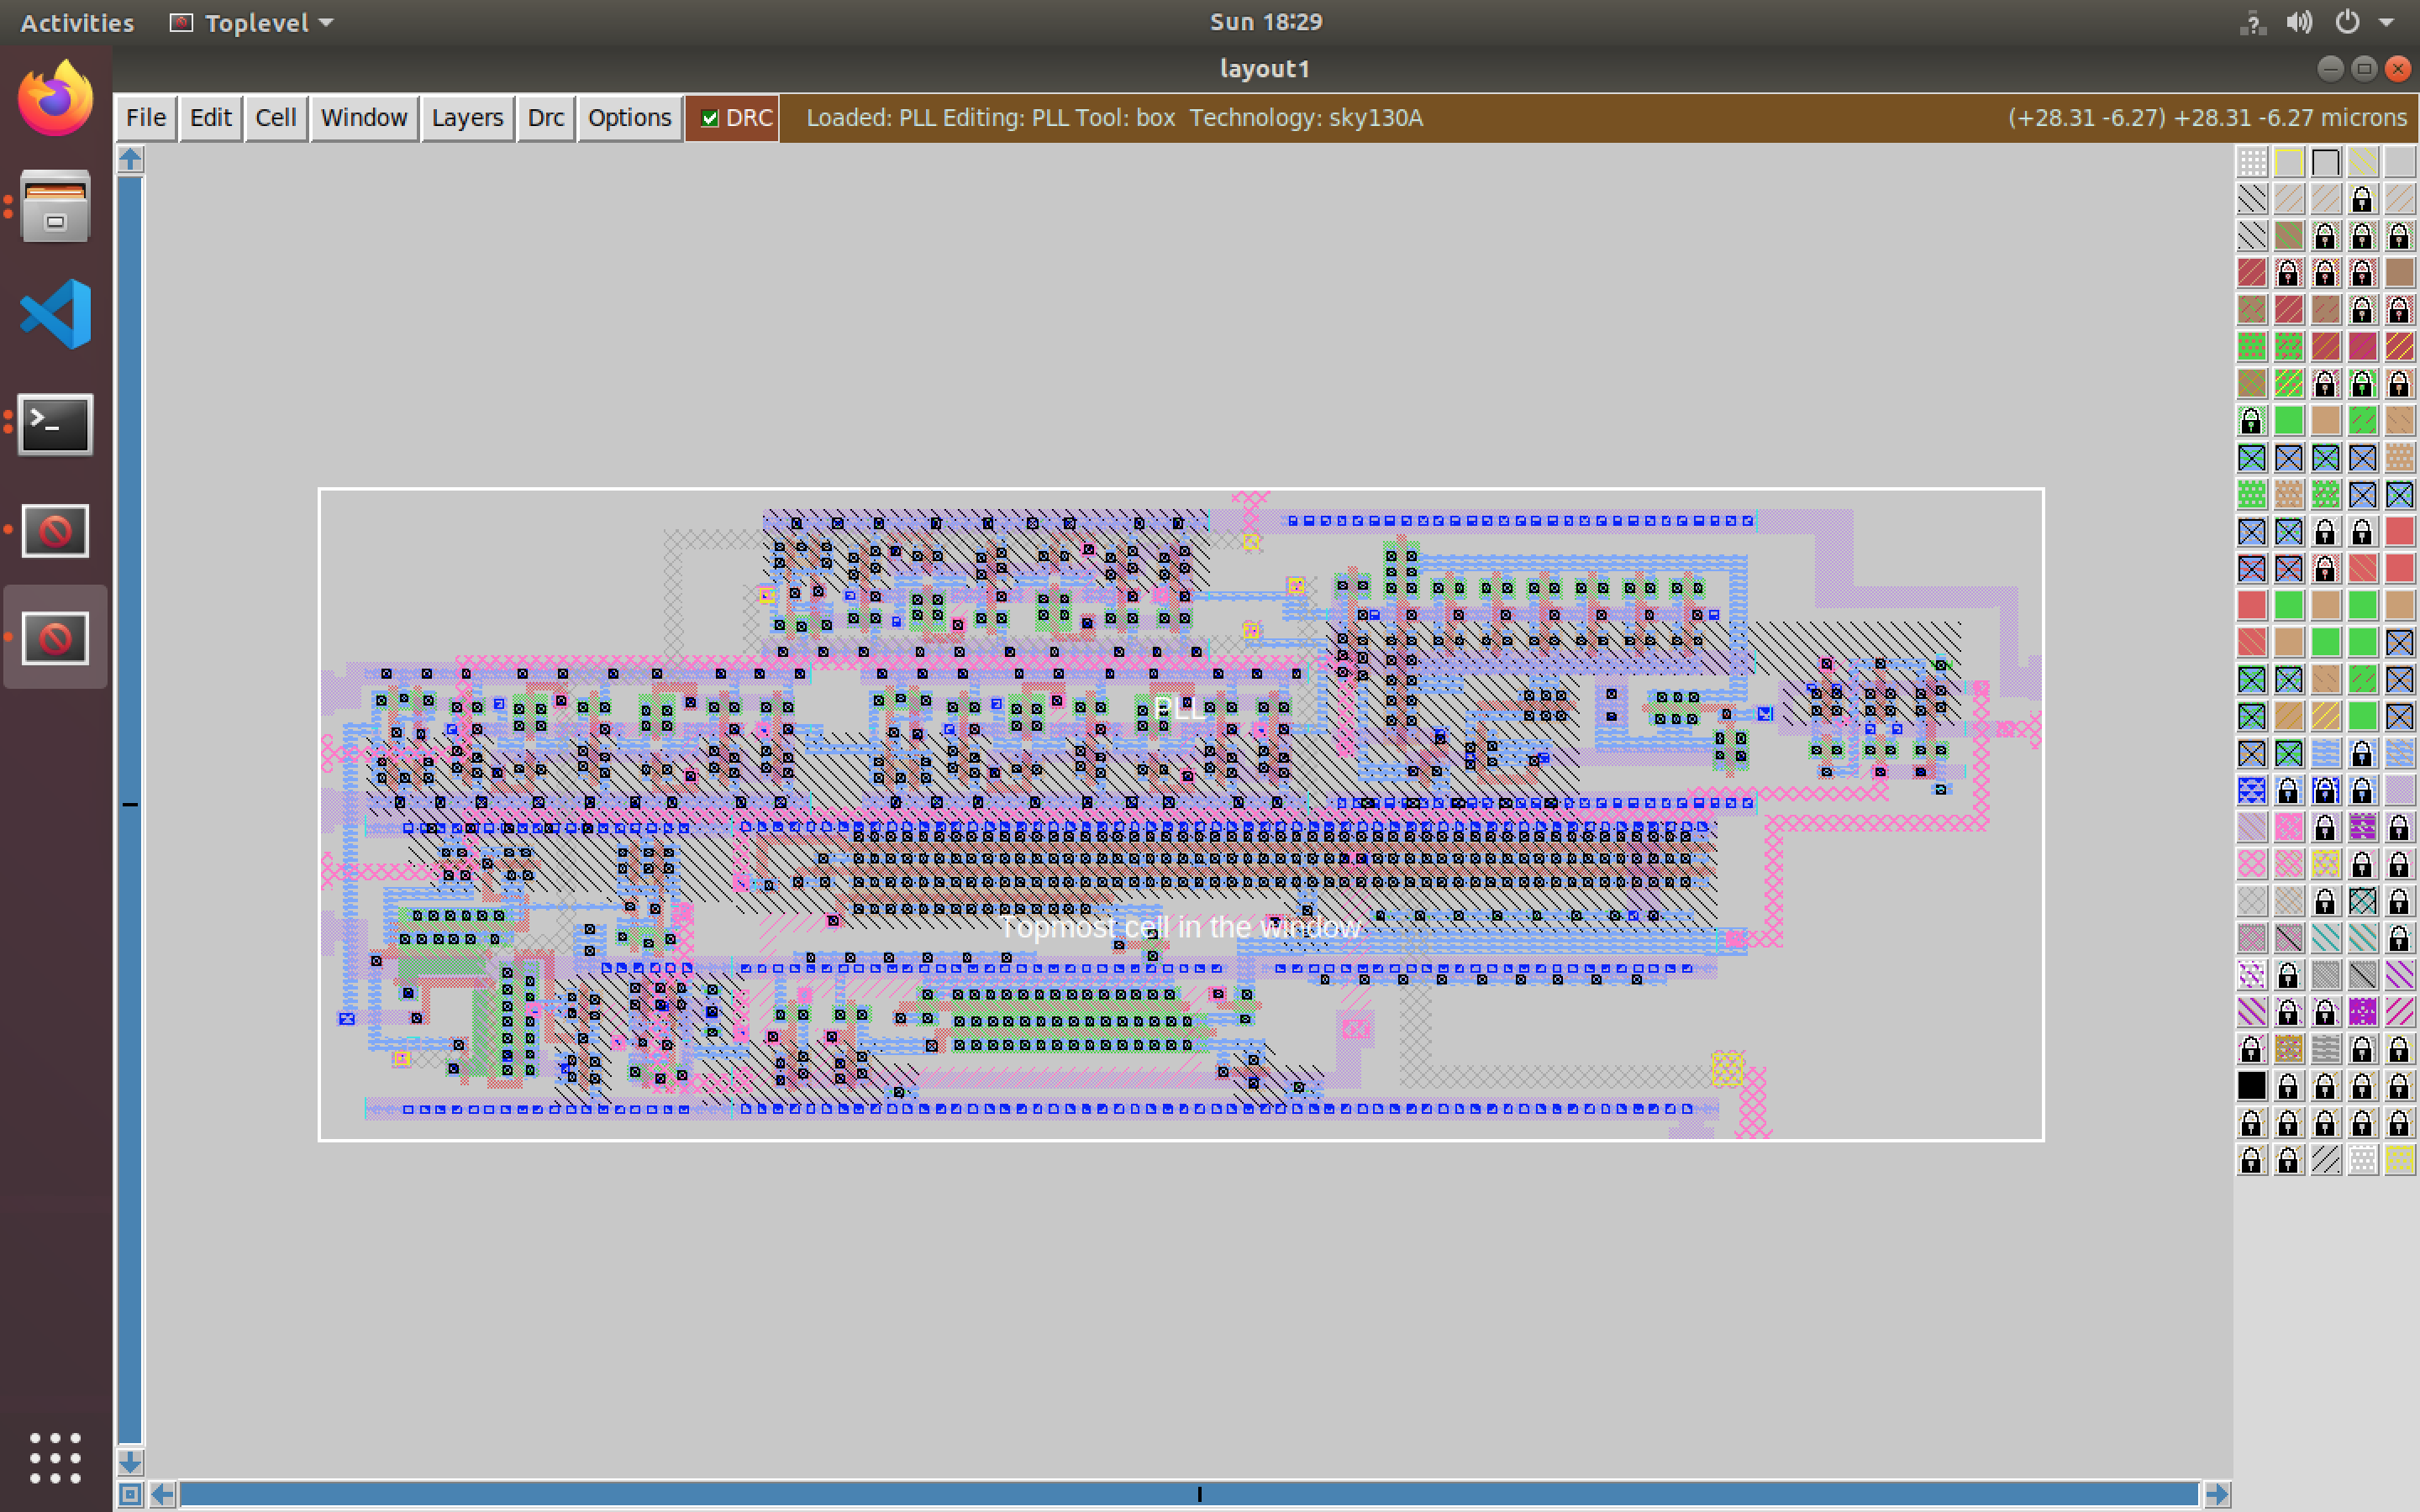 Activities Toplevel Sun 18:29
layout1
File Edit Cell Window Layers Drc Options DRC Loaded: PLL Editing: PLL Tool: box Technology: sky130A (+28.31 -6.27) +28.31 -6.27 microns
PLL
Topmost cell in the window